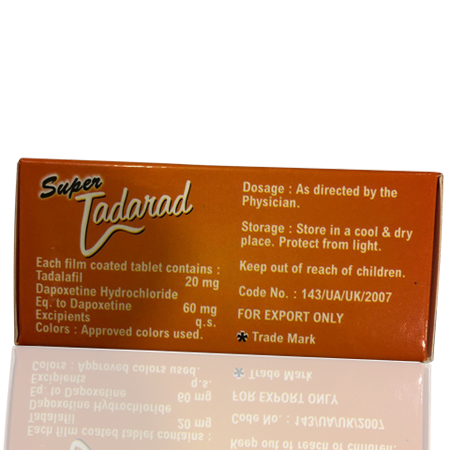 Super
Tadarad
Each film coated tablet contains :
Tadalafil 20 mg
Dapoxetine Hydrochloride
Eq. to Dapoxetine 60 mg
Excipients q.s.
Colors : Approved colors used.
Dosage : As directed by the
Physician.
Storage : Store in a cool & dry
place. Protect from light.
Keep out of reach of children.
Code No. : 143/UA/UK/2007
FOR EXPORT ONLY
* Trade Mark